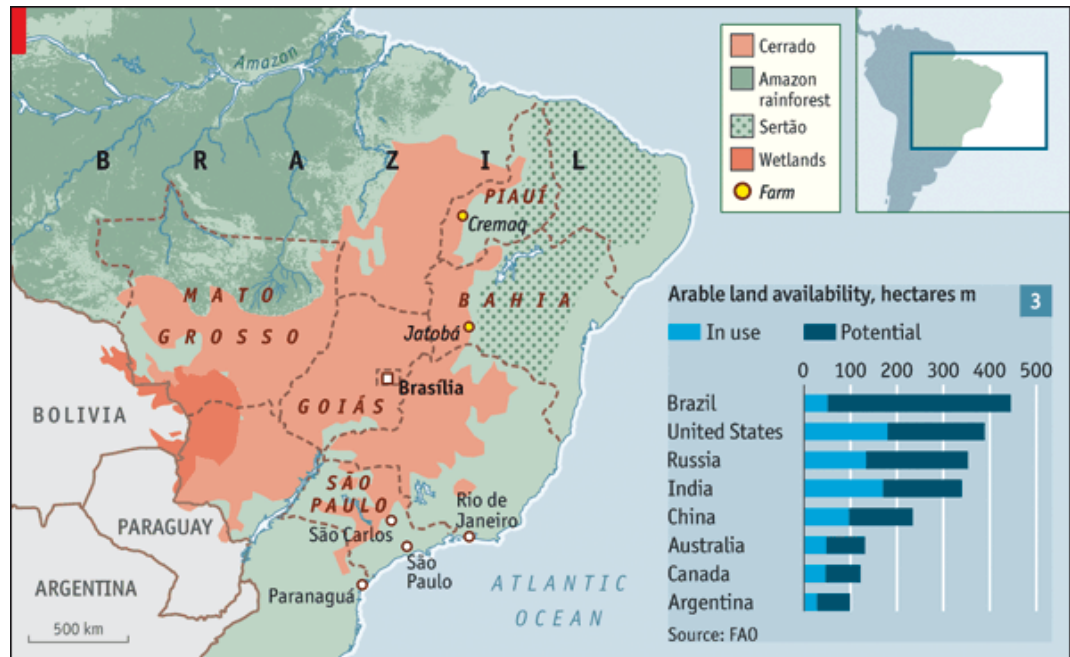 Amazon
BRAZIL
PIAUÍ
Cremaq
MATO
GROSSO
BAHIA
Jatobá
Brasília
GOIÁS
BOLIVIA
SÃO
PAULO
Rio de
Janeiro
PARAGUAY
São Carlos
São
Paulo
ATLANTIC
OCEAN
ARGENTINA
Paranaguá
500 km
Cerrado
Amazon
rainforest
Sertão
Wetlands
Farm
Arable land availability, hectares m
3
In use
Potential
0 100 200 300 400 500
Brazil
United States
Russia
India
China
Australia
Canada
Argentina
Source: FAO